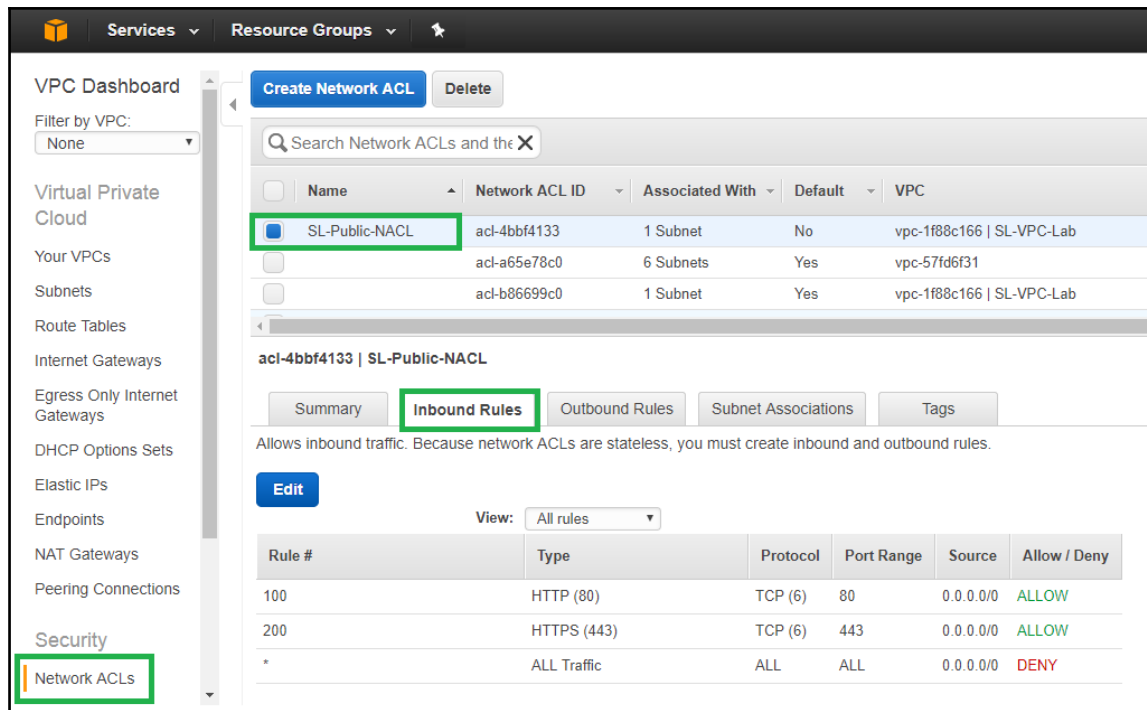 Services Resource Groups
VPC Dashboard
Filter by VPC:
None
Virtual Private
Cloud
Your VPCs
Subnets
Route Tables
Internet Gateways
Egress Only Internet
Gateways
DHCP Options Sets
Elastic IPs
Endpoints
NAT Gateways
Peering Connections
Security
Network ACLs
Create Network ACL Delete
Search Network ACLs and the
Name Network ACL ID Associated With Default VPC
SL-Public-NACL acl-4bbf4133 1 Subnet No vpc-1f88c166 | SL-VPC-Lab
acl-a65e78c0 6 Subnets Yes vpc-57fd6f31
acl-b86699c0 1 Subnet Yes vpc-1f88c166 | SL-VPC-Lab
acl-4bbf4133 | SL-Public-NACL
Summary Inbound Rules Outbound Rules Subnet Associations Tags
Allows inbound traffic. Because network ACLs are stateless, you must create inbound and outbound rules.
Edit
View: All rules
Rule # Type Protocol Port Range Source Allow / Deny
100 HTTP (80) TCP (6) 80 0.0.0.0/0 ALLOW
200 HTTPS (443) TCP (6) 443 0.0.0.0/0 ALLOW
* ALL Traffic ALL ALL 0.0.0.0/0 DENY